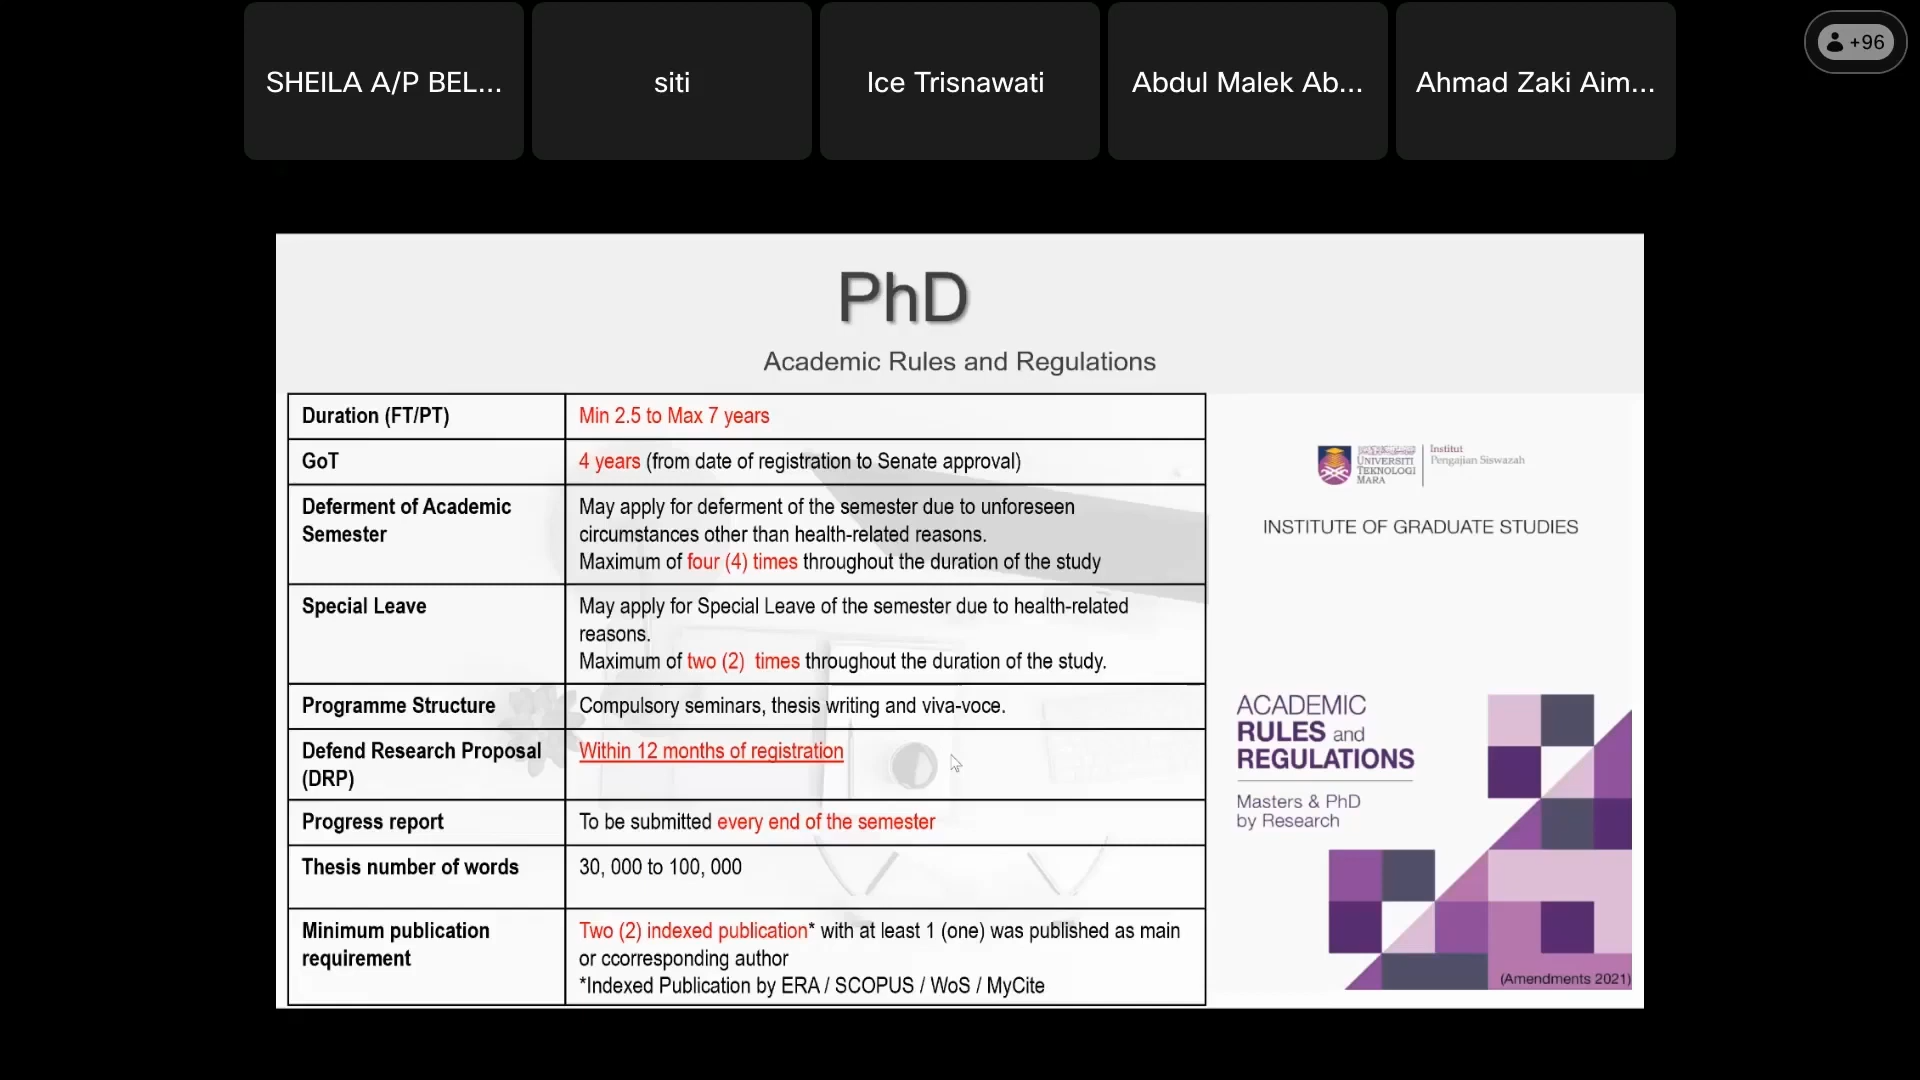 SHEILA A/P BEL...
siti
Ice Trisnawati
Abdul Malek Ab...
Ahmad Zaki Aim...
+96
PhD
Academic Rules and Regulations
Duration (FT/PT)
Min 2.5 to Max 7 years
GoT
4 years (from date of registration to Senate approval)
Deferment of Academic
Semester
May apply for deferment of the semester due to unforeseen
circumstances other than health-related reasons.
Maximum of four (4) times throughout the duration of the study
Special Leave
May apply for Special Leave of the semester due to health-related
reasons.
Maximum of two (2) times throughout the duration of the study.
Programme Structure
Compulsory seminars, thesis writing and viva-voce.
Defend Research Proposal
(DRP)
Within 12 months of registration
Progress report
To be submitted every end of the semester
Thesis number of words
30, 000 to 100, 000
Minimum publication
requirement
Two (2) indexed publication* with at least 1 (one) was published as main
or ccorresponding author
*Indexed Publication by ERA / SCOPUS / WoS / MyCite
UNIVERSITI
TEKNOLOGI
MARA
Institut
Pengajian Siswazah
INSTITUTE OF GRADUATE STUDIES
ACADEMIC
RULES and
REGULATIONS
Masters & PhD
by Research
(Amendments 2021)